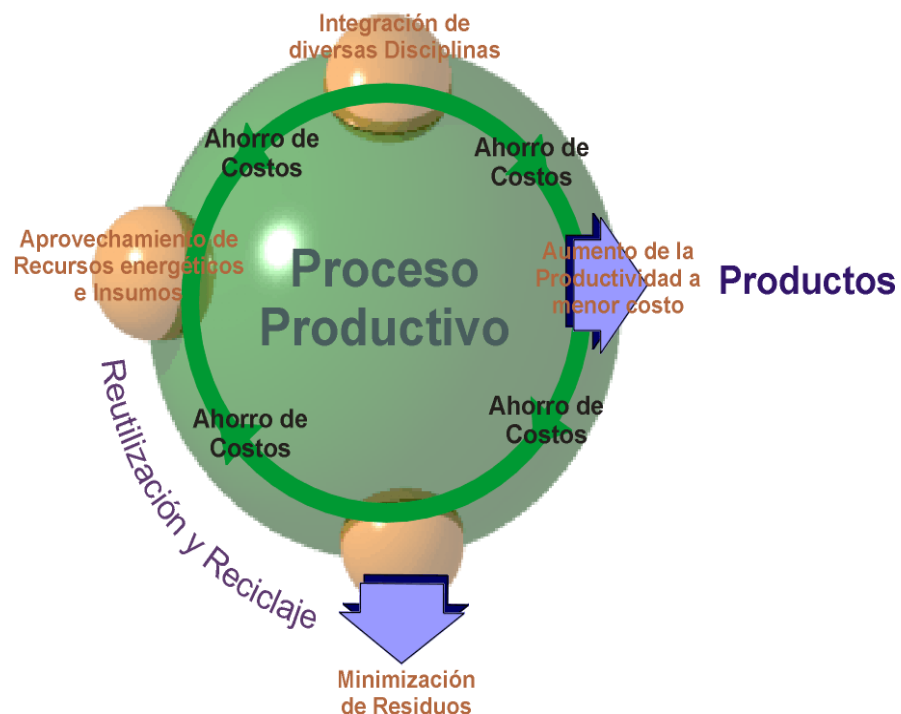 Integración de
diversas Disciplinas
Ahorro de
Costos
Ahorro de
Costos
Aprovechamiento de
Recursos energéticos
e Insumos
Proceso
Productivo
Aumento de la
Productividad a
menor costo
Productos
Ahorro de
Costos
Ahorro de
Costos
Reutilización y Reciclaje
Minimización
de Residuos